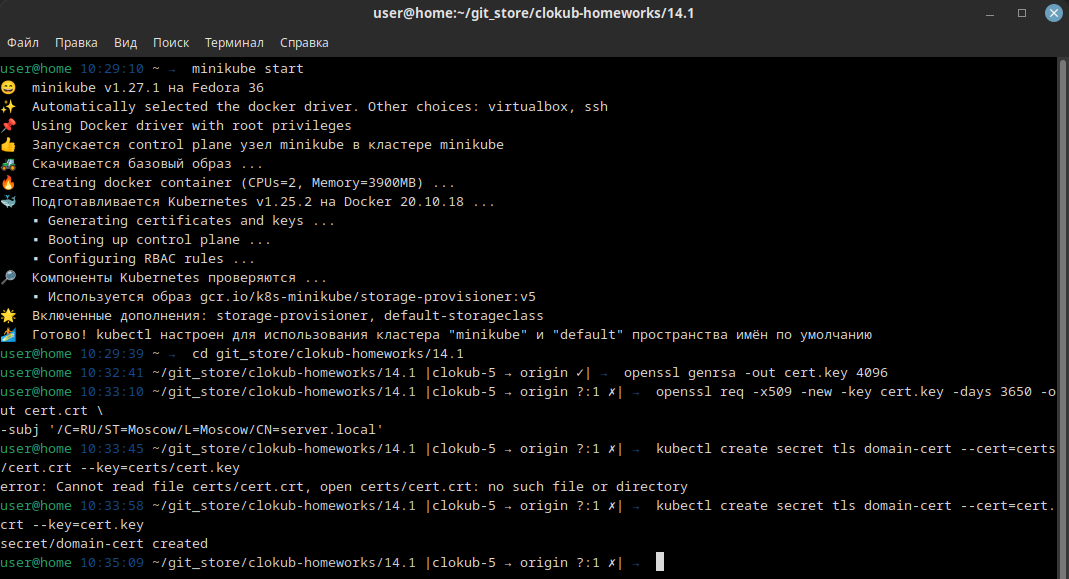 user@home:~/git_store/clokub-homeworks/14.1
Файл Правка Вид Поиск Терминал Справка
user@home 10:29:10 ~ → minikube start
😄 minikube v1.27.1 на Fedora 36
✨ Automatically selected the docker driver. Other choices: virtualbox, ssh
📌 Using Docker driver with root privileges
👍 Запускается control plane узел minikube в кластере minikube
🚜 Скачивается базовый образ ...
🔥 Creating docker container (CPUs=2, Memory=3900MB) ...
🐳 Подготавливается Kubernetes v1.25.2 на Docker 20.10.18 ...
▪ Generating certificates and keys ...
▪ Booting up control plane ...
▪ Configuring RBAC rules ...
🔎 Компоненты Kubernetes проверяются ...
▪ Используется образ gcr.io/k8s-minikube/storage-provisioner:v5
🌟 Включенные дополнения: storage-provisioner, default-storageclass
🏄 Готово! kubectl настроен для использования кластера "minikube" и "default" пространства имён по умолчанию
user@home 10:29:39 ~ → cd git_store/clokub-homeworks/14.1
user@home 10:32:41 ~/git_store/clokub-homeworks/14.1 |clokub-5 → origin ✓| → openssl genrsa -out cert.key 4096
user@home 10:33:10 ~/git_store/clokub-homeworks/14.1 |clokub-5 → origin ?:1 ✗| → openssl req -x509 -new -key cert.key -days 3650 -o
ut cert.crt \
-subj '/C=RU/ST=Moscow/L=Moscow/CN=server.local'
user@home 10:33:45 ~/git_store/clokub-homeworks/14.1 |clokub-5 → origin ?:1 ✗| → kubectl create secret tls domain-cert --cert=certs
/cert.crt --key=certs/cert.key
error: Cannot read file certs/cert.crt, open certs/cert.crt: no such file or directory
user@home 10:33:58 ~/git_store/clokub-homeworks/14.1 |clokub-5 → origin ?:1 ✗| → kubectl create secret tls domain-cert --cert=cert.
crt --key=cert.key
secret/domain-cert created
user@home 10:35:09 ~/git_store/clokub-homeworks/14.1 |clokub-5 → origin ?:1 ✗| →